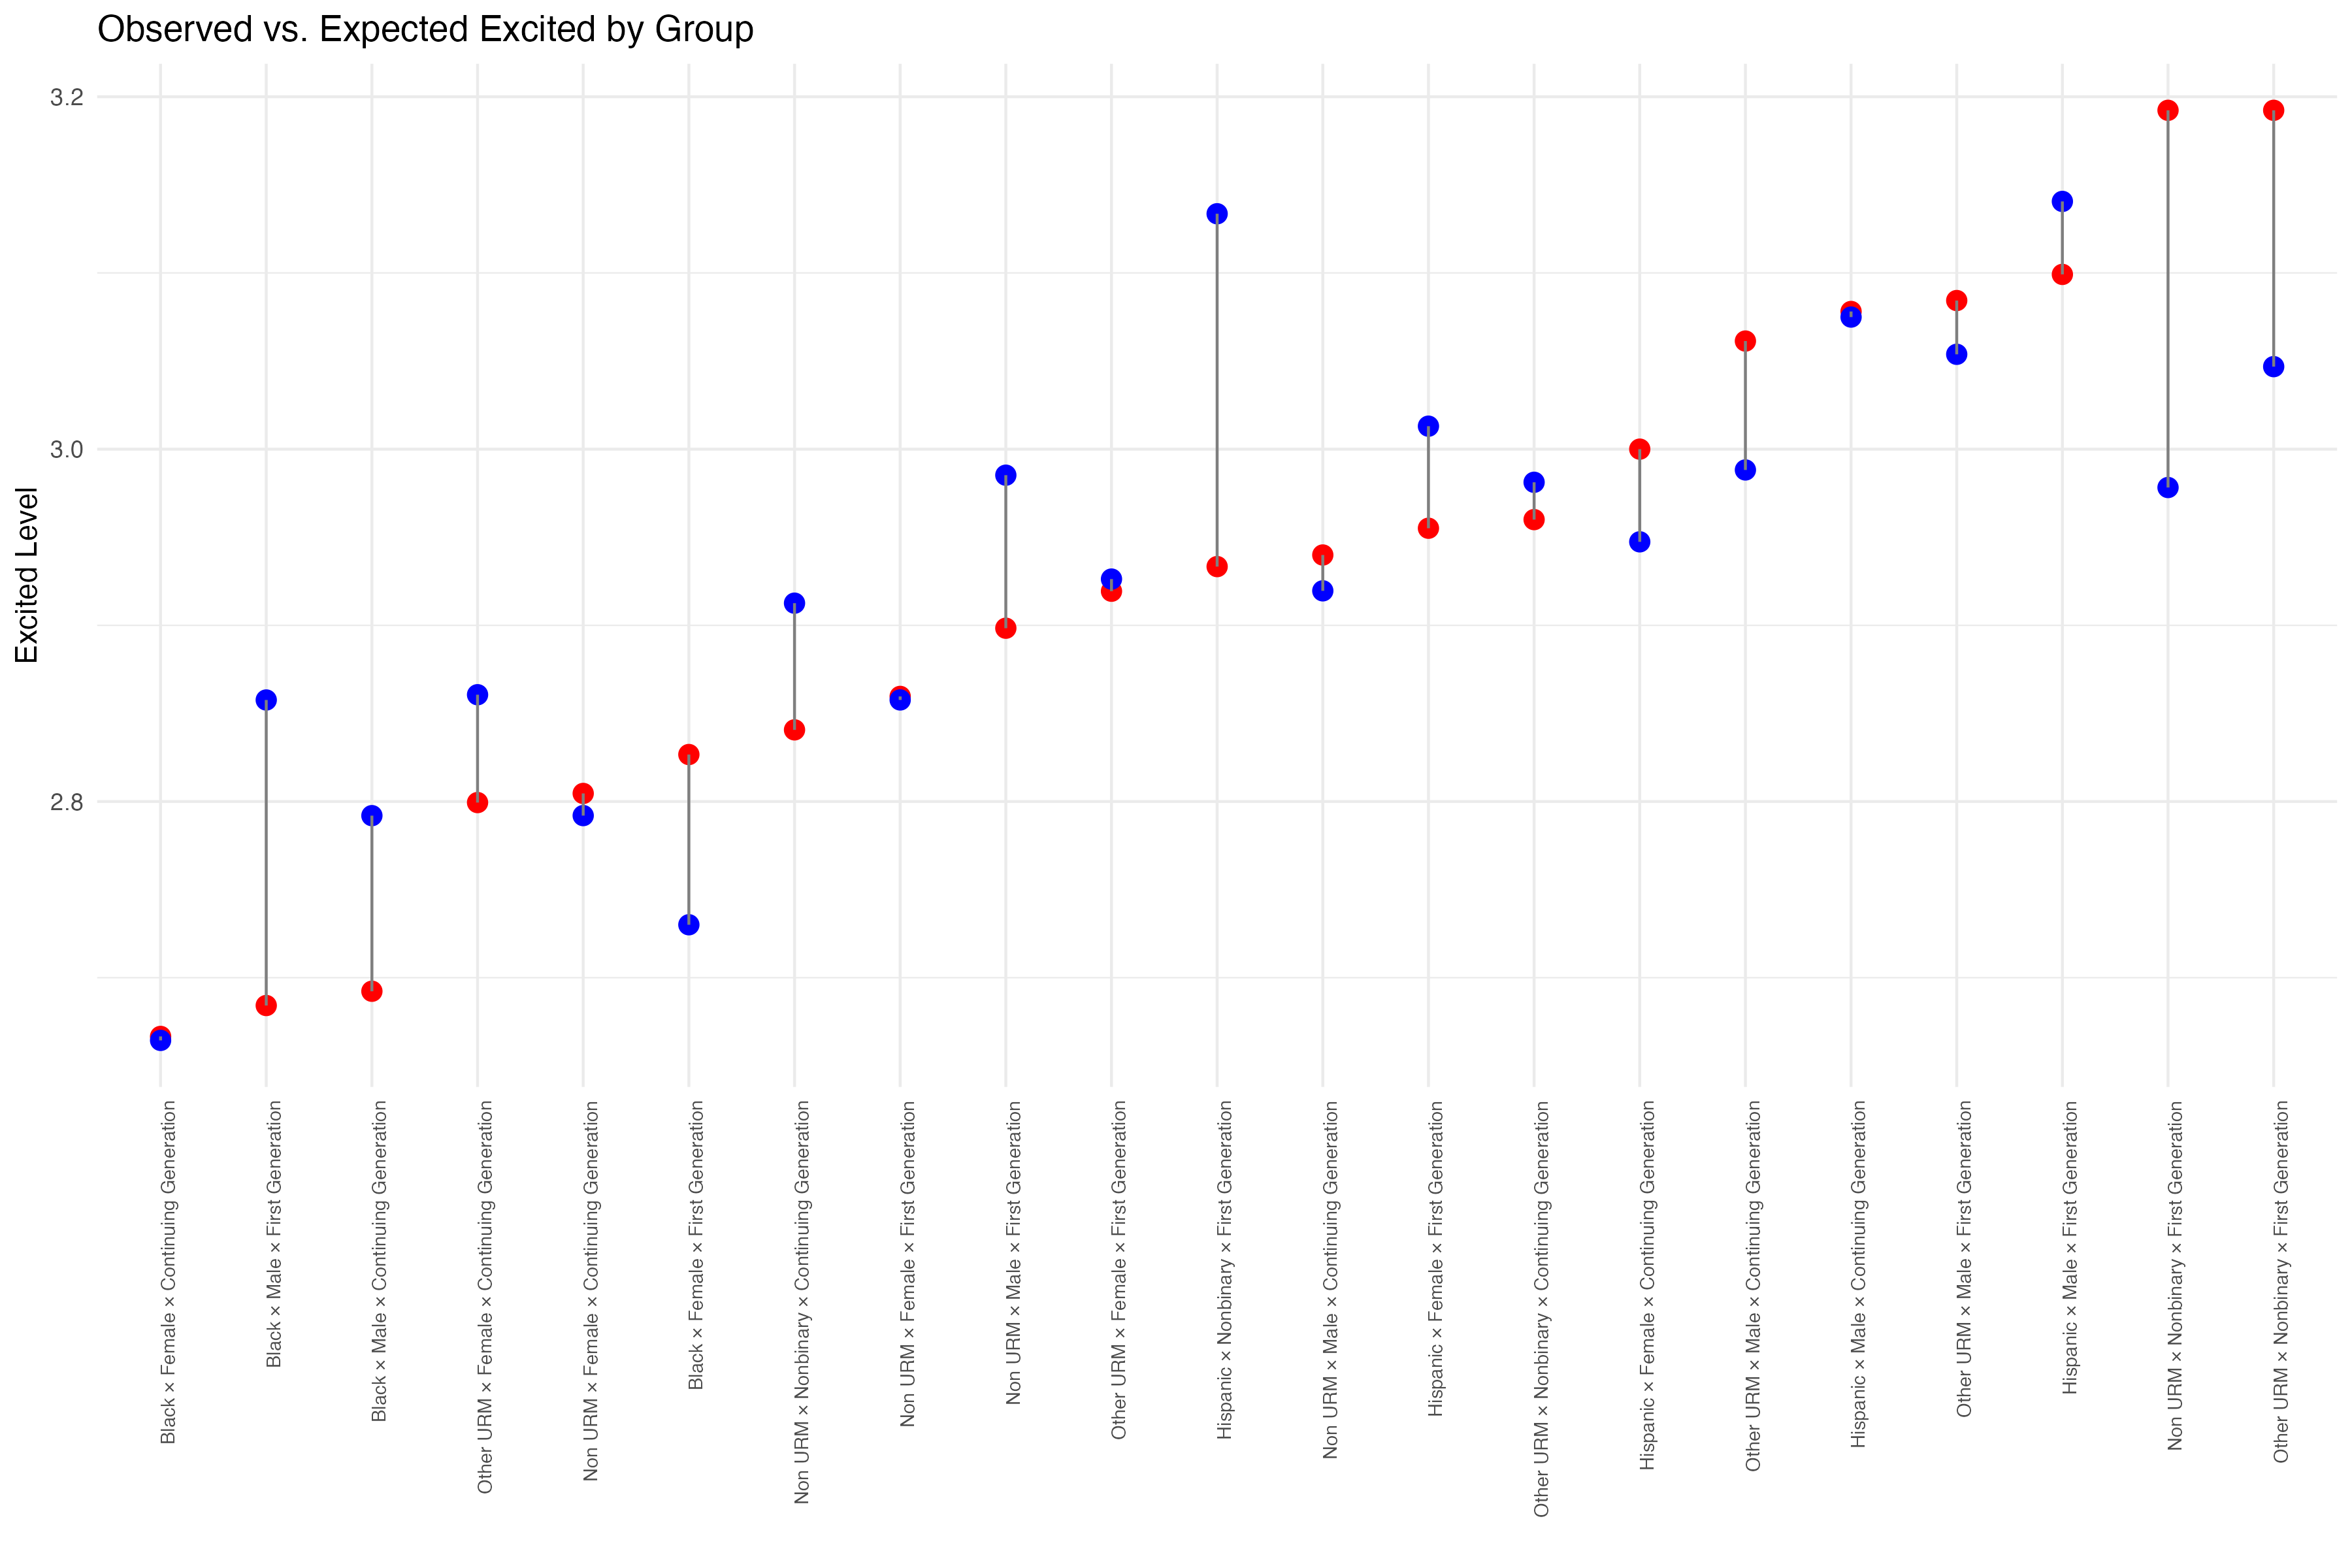 Observed vs. Expected Excited by Group
Excited Level
3.2
3.0
2.8
Black × Female × Continuing Generation
Black × Male × First Generation
Black × Male × Continuing Generation
Other URM × Female × Continuing Generation
Non URM × Female × Continuing Generation
Black × Female × First Generation
Non URM × Nonbinary × Continuing Generation
Non URM × Female × First Generation
Non URM × Male × First Generation
Other URM × Female × First Generation
Hispanic × Nonbinary × First Generation
Non URM × Male × Continuing Generation
Hispanic × Female × First Generation
Other URM × Nonbinary × Continuing Generation
Hispanic × Female × Continuing Generation
Other URM × Male × Continuing Generation
Hispanic × Male × Continuing Generation
Other URM × Male × First Generation
Hispanic × Male × First Generation
Non URM × Nonbinary × First Generation
Other URM × Nonbinary × First Generation